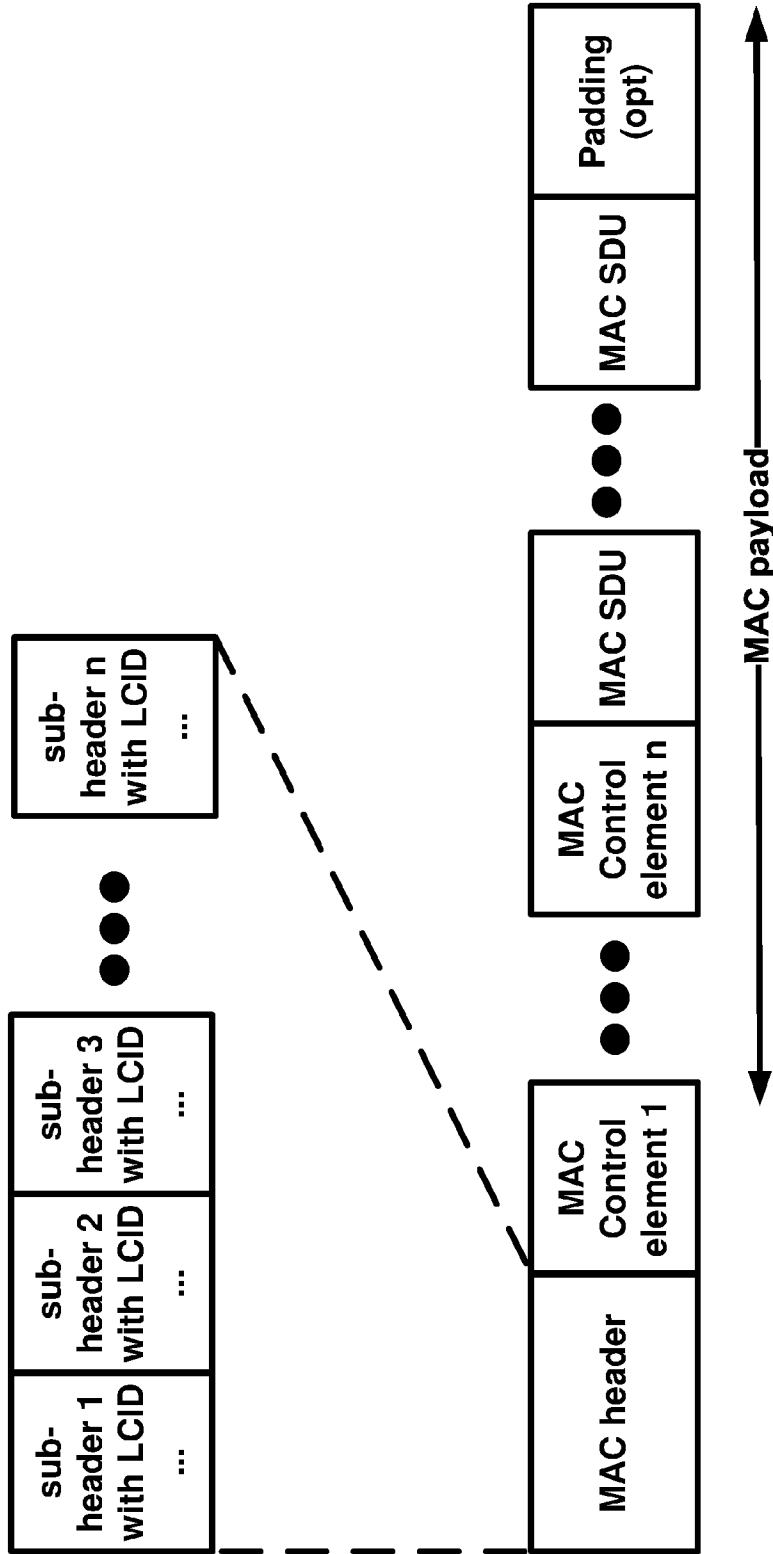 sub-
header 1
with LCID
...
sub-
header 2
with LCID
...
sub-
header 3
with LCID
...
sub-
header n
with LCID
...
MAC header
MAC
Control
element 1
MAC
Control
element n
MAC SDU
MAC SDU
Padding
(opt)
MAC payload